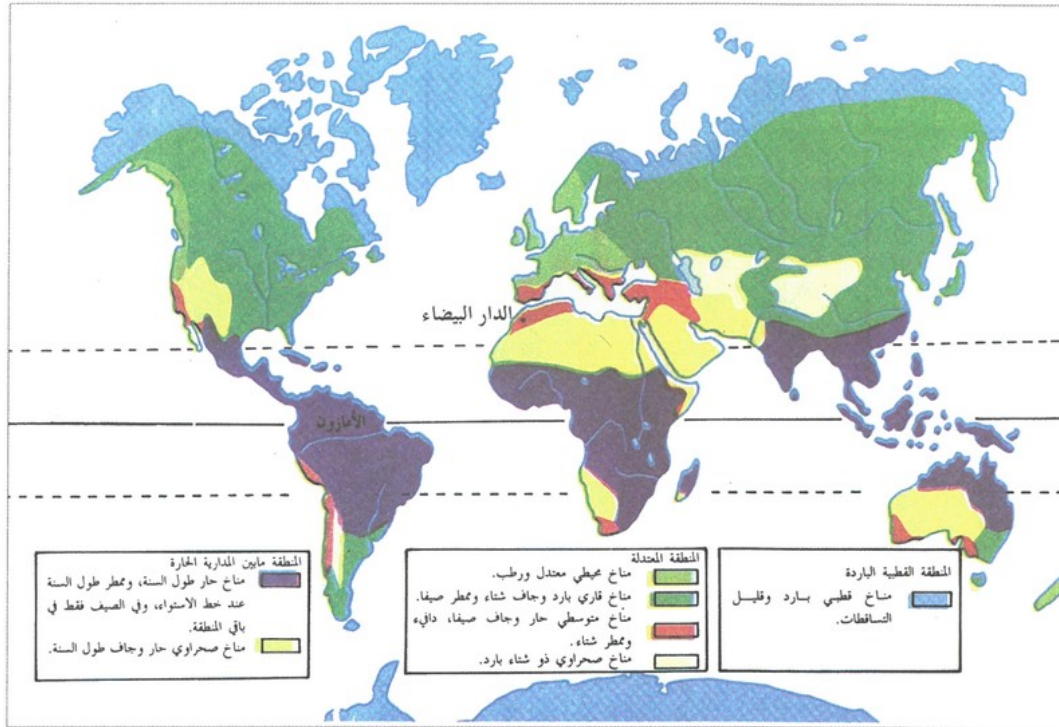 الدار البيضاء
الأمازون
المنطقة القطبية الباردة
مناخ قطبي بارد وقليل
التساقطات.
المنطقة المعتدلة
مناخ محيطي معتدل ورطب.
مناخ قاري بارد وجاف شتاء وممطر صيفا.
مناخ متوسطي حار وجاف صيفا، دافيء
وممطر شتاء.
مناخ صحراوي ذو شتاء بارد.
المنطقة مابين المدارية الحارة
مناخ حار طول السنة، وممطر طول السنة
عند خط الاستواء، وفي الصيف فقط في
باقي المنطقة.
مناخ صحراوي حار وجاف طول السنة.